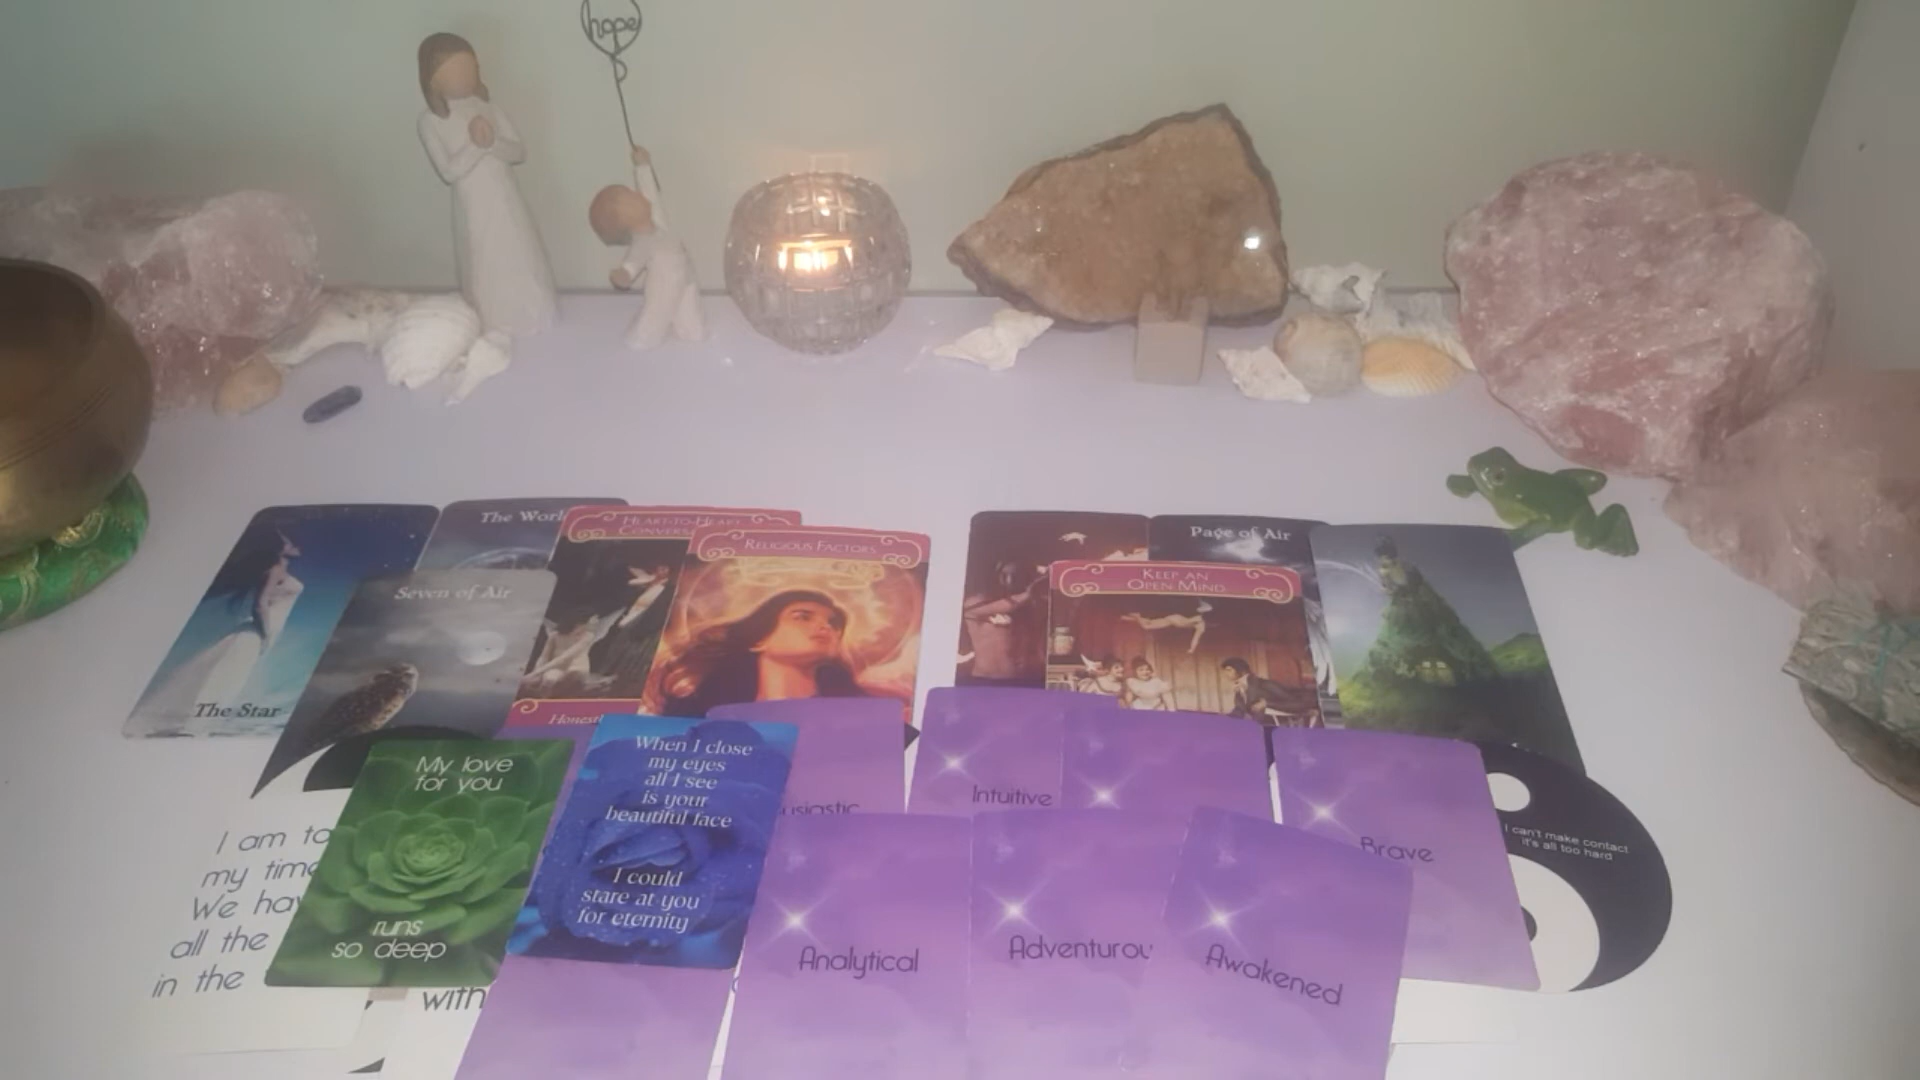 hope
The Star
The Worl
Seven of Air
HEART-TO-HEART
CONVERS
Honest
RELIGIOUS FACTORS
Page of Air
KEEP AN
OPEN MIND
My love
for you
runs
so deep
When I close
my eyes
all I see
is your
beautiful face
I could
stare at you
for eternity
usiastic
Intuitive
Brave
Analytical
Adventurou
Awakened
I can't make contact
it's all too hard
I am to
my time
We hav
all the
in the
with